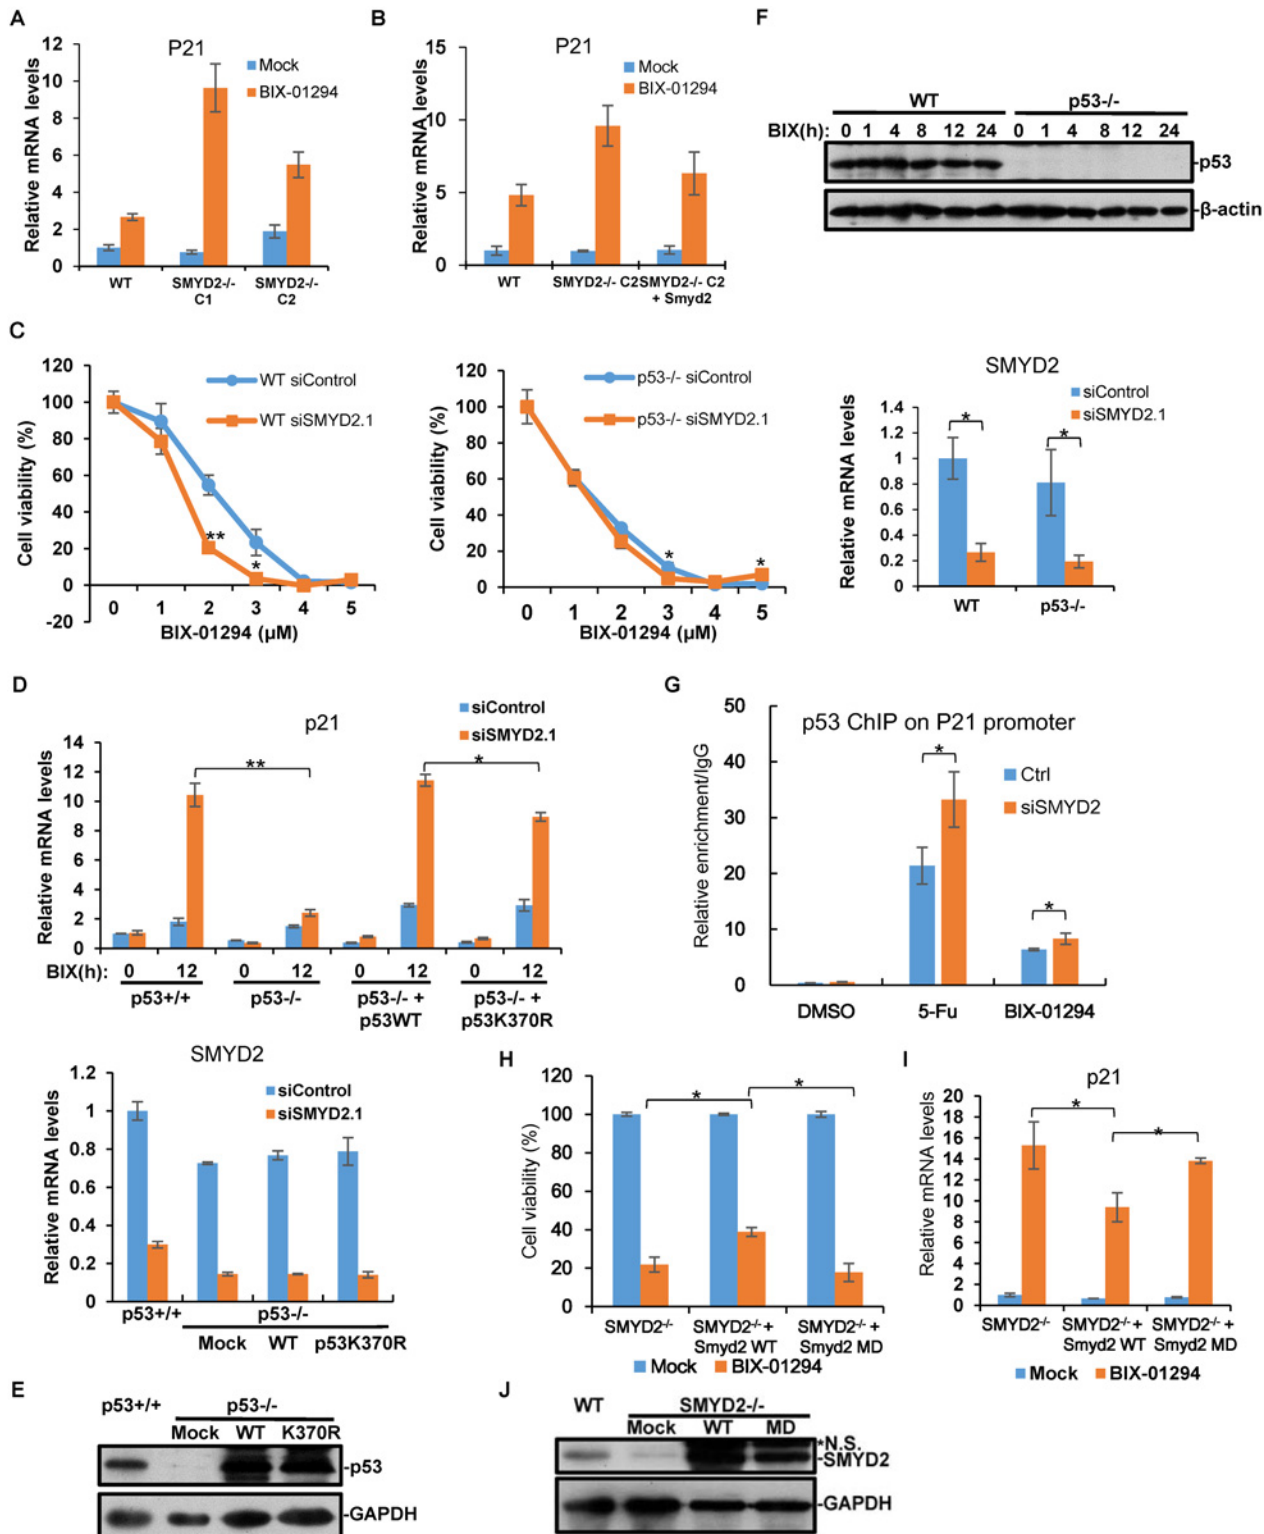 A
P21
Mock
BIX-01294
Relative mRNA levels
12
10
8
6
4
2
0
WT
SMYD2-/-
C1
SMYD2-/-
C2
B
P21
Mock
BIX-01294
Relative mRNA levels
15
10
5
0
WT
SMYD2-/- C2
SMYD2-/- C2
+ Smyd2
F
WT
p53-/-
BIX(h): 0 1 4 8 12 24 0 1 4 8 12 24
-p53
-β-actin
C
Cell viability (%)
120
100
80
60
40
20
0
-20
WT siControl
WT siSMYD2.1
**
*
0 1 2 3 4 5
BIX-01294 (µM)
Cell viability (%)
120
100
80
60
40
20
0
p53-/- siControl
p53-/- siSMYD2.1
*
*
0 1 2 3 4 5
BIX-01294 (µM)
SMYD2
siControl
siSMYD2.1
Relative mRNA levels
1.4
1.2
1
0.8
0.6
0.4
0.2
0
*
*
WT
p53-/-
D
p21
siControl
siSMYD2.1
Relative mRNA levels
14
12
10
8
6
4
2
0
**
*
BIX(h): 0 12 0 12 0 12 0 12
p53+/+
p53-/-
p53-/- +
p53WT
p53-/- +
p53K370R
SMYD2
siControl
siSMYD2.1
Relative mRNA levels
1.2
1
0.8
0.6
0.4
0.2
0
p53+/+
p53-/-
Mock WT p53K370R
G
p53 ChIP on P21 promoter
Ctrl
siSMYD2
Relative enrichment/IgG
50
40
30
20
10
0
*
*
DMSO
5-Fu
BIX-01294
H
Cell viability (%)
120
100
80
60
40
20
0
*
*
SMYD2-/-
SMYD2-/- +
Smyd2 WT
SMYD2-/- +
Smyd2 MD
Mock
BIX-01294
I
p21
Relative mRNA levels
20
18
16
14
12
10
8
6
4
2
0
*
*
SMYD2-/-
SMYD2-/- +
Smyd2 WT
SMYD2-/- +
Smyd2 MD
Mock
BIX-01294
E
p53+/+
p53-/-
Mock WT K370R
-p53
-GAPDH
J
WT
SMYD2-/-
Mock WT MD
*N.S.
-SMYD2
-GAPDH